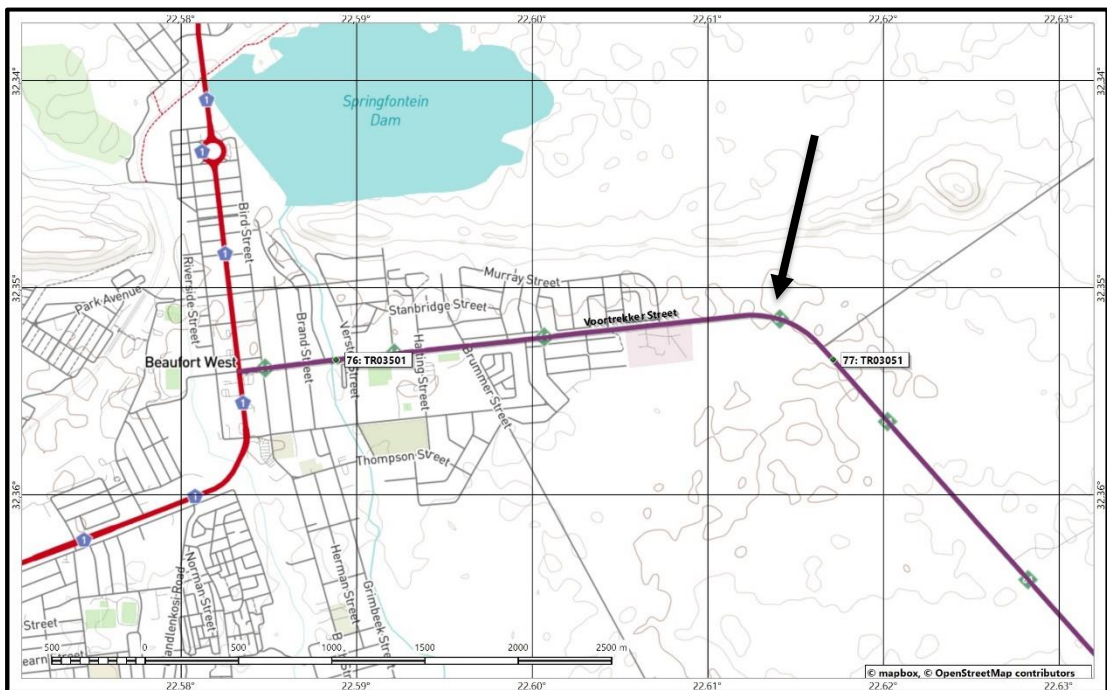 22.58° 22.59° 22.60° 22.61° 22.62° 22.63°
32.34° 32.34°
Springfontein
Dam
1
1
Bird Street
1
Riverside Street
32.35° 32.35°
Park Avenue
Murray Street
Stanbridge Street
Voortrekker Street
Brand Street
Beaufort West
76: TR03501
77: TR03051
Brummer Street
1
Thompson Street
32.36° 32.36°
1
1
Norman Street
Herman Street
Grimbeek Street
Street
500 0 500 1000 1500 2000 2500 m
© mapbox, © OpenStreetMap contributors
22.58° 22.59° 22.60° 22.61° 22.62° 22.63°